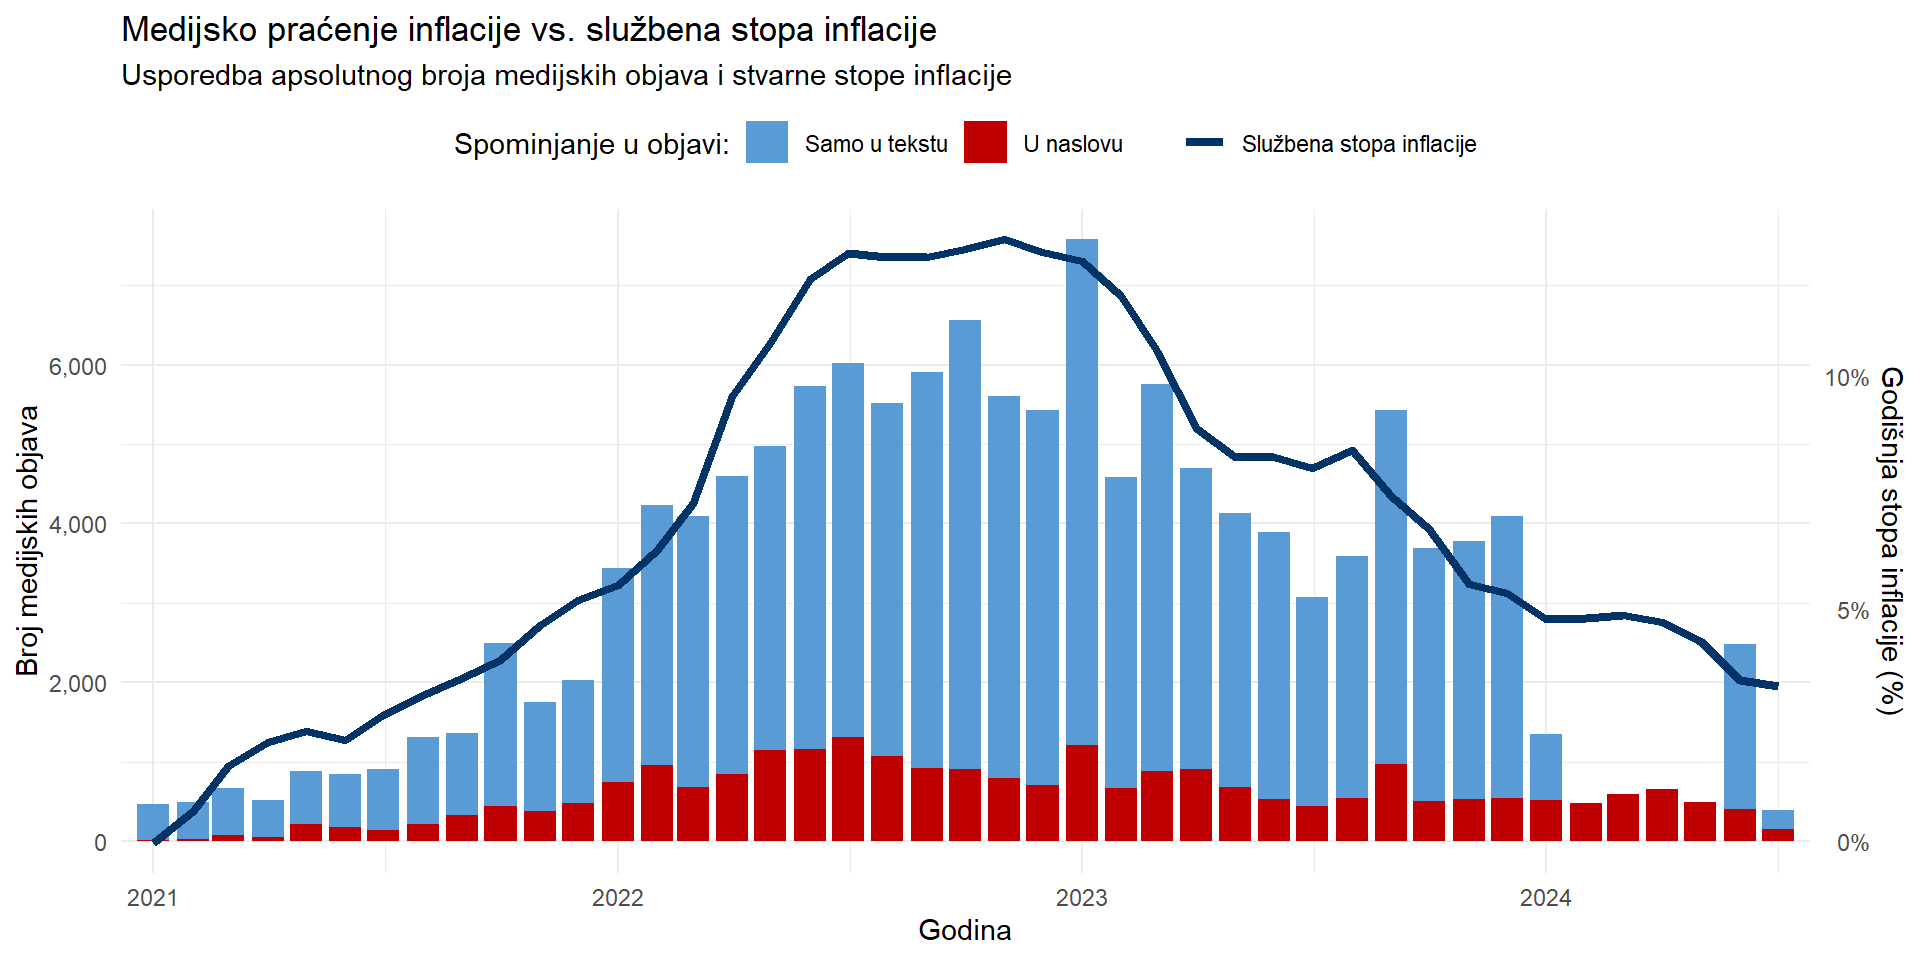 Medijsko praćenje inflacije vs. službena stopa inflacije
Usporedba apsolutnog broja medijskih objava i stvarne stope inflacije
Spominjanje u objavi: Samo u tekstu U naslovu Službena stopa inflacije
Broj medijskih objava
6,000
4,000
2,000
0
10%
5%
0%
Godišnja stopa inflacije (%)
2021 2022 2023 2024
Godina